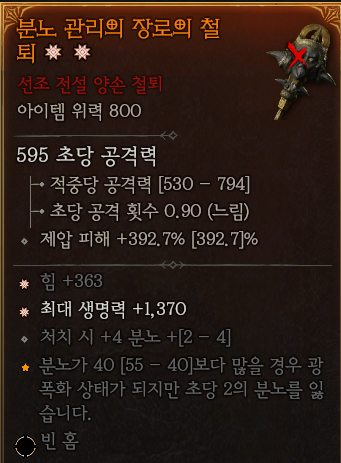 분노 관리의 장로의 철
퇴
선조 전설 양손 철퇴
아이템 위력 800
595 초당 공격력
적중당 공격력 [530 - 794]
초당 공격 횟수 0.90 (느림)
제압 피해 +392.7% [392.7]%
힘 +363
최대 생명력 +1,370
처치 시 +4 분노 +[2 - 4]
분노가 40 [55 - 40]보다 많을 경우 광
폭화 상태가 되지만 초당 2의 분노를 잃
습니다.
빈 홈